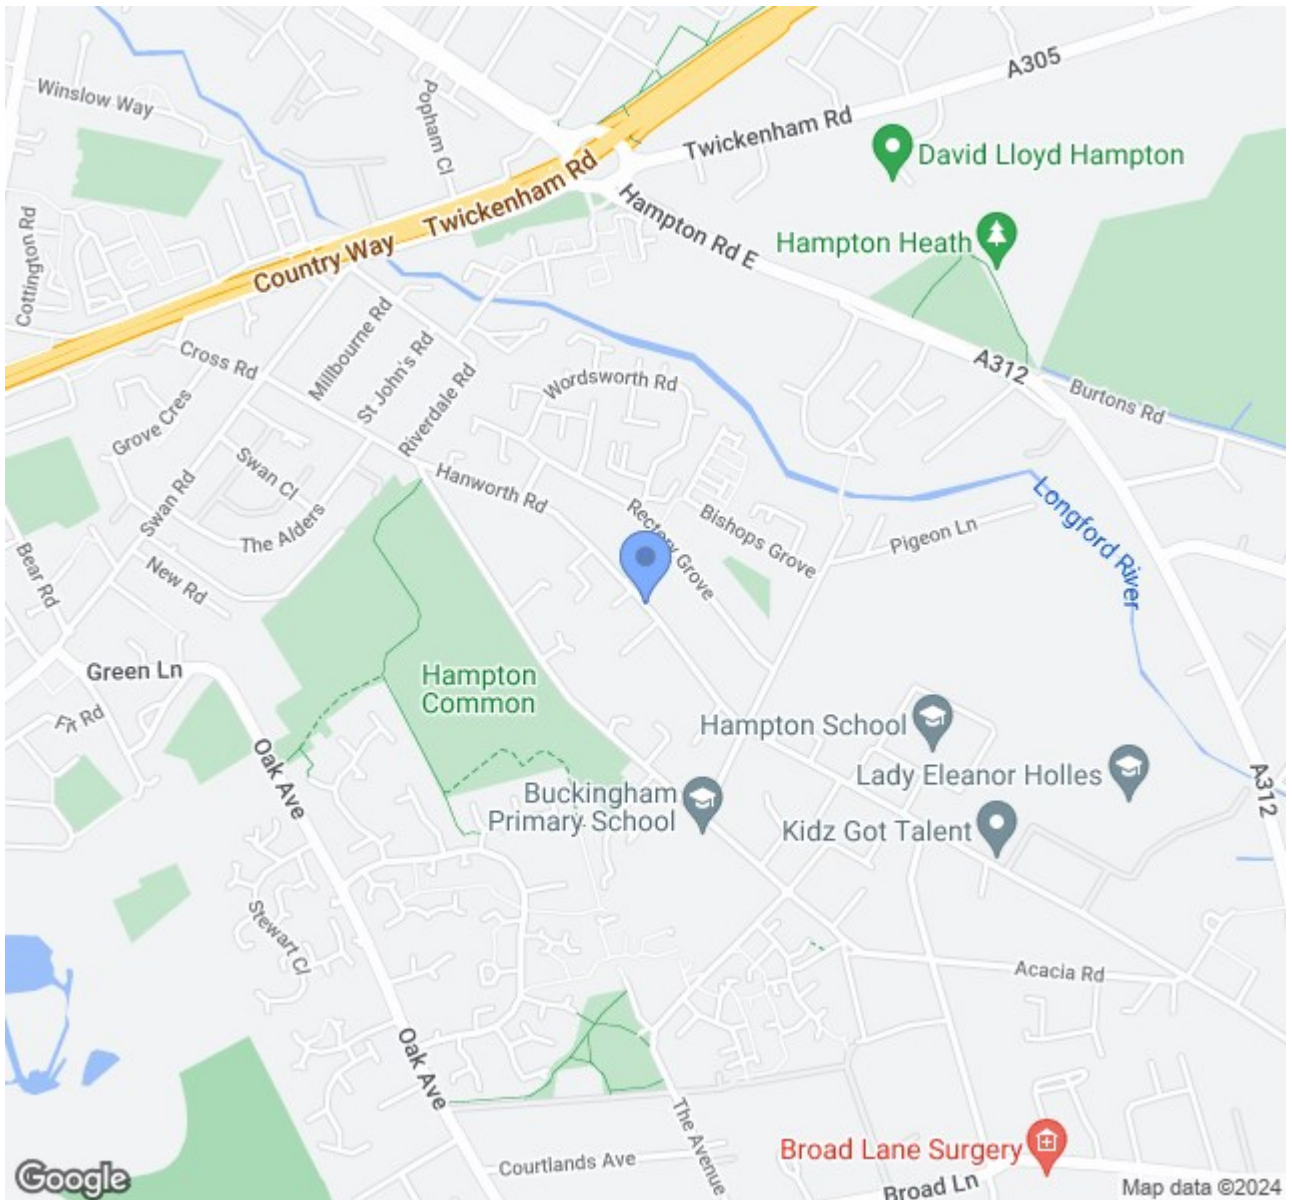 Winslow Way
Popham Cl
A305
Twickenham Rd
David Lloyd Hampton
Twickenham Rd
Hampton Rd E
Hampton Heath
Cottington Rd
Country Way
Millbourne Rd
St John's Rd
Riverdale Rd
Cross Rd
Grove Cres
Wordsworth Rd
A312
Burtons Rd
Swan Cl
Swan Rd
Hanworth Rd
The Alders
Rectory Grove
Bishops Grove
Pigeon Ln
Longford River
Bear Rd
New Rd
Green Ln
Hampton
Common
Fir Rd
Hampton School
Oak Ave
Lady Eleanor Holles
A312
Buckingham
Primary School
Kidz Got Talent
Stewart Cl
Acacia Rd
Oak Ave
The Avenue
Broad Lane Surgery
Courtlands Ave
Broad Ln
Google
Map data ©2024